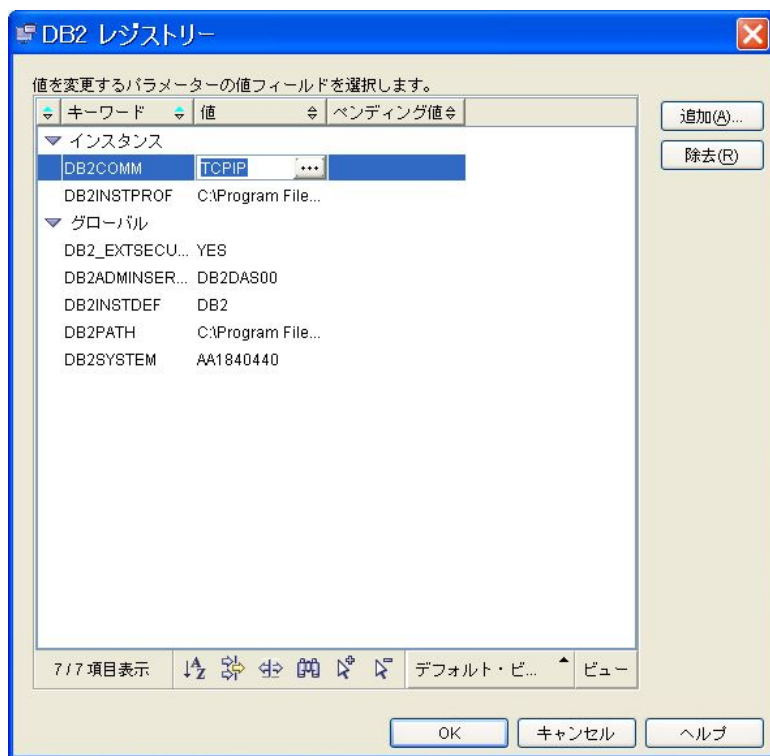 DB2 レジストリー
値を変更するパラメーターの値フィールドを選択します。
キーワード 値 ペンディング値
追加(A)...
インスタンス
除去(R)
DB2COMM TCPIP ...
DB2INSTPROF C:\Program File...
グローバル
DB2_EXTSECU... YES
DB2ADMINSER... DB2DAS00
DB2INSTDEF DB2
DB2PATH C:\Program File...
DB2SYSTEM AA1840440
7/7 項目表示 デフォルト・ビ... ビュー
OK キャンセル ヘルプ